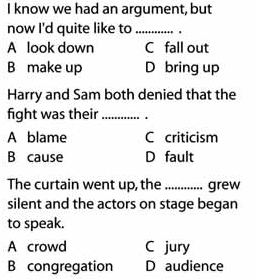 I know we had an argument, but
now I'd quite like to ............ .
A look down C fall out
B make up D bring up
Harry and Sam both denied that the
fight was their ............ .
A blame C criticism
B cause D fault
The curtain went up, the ............ grew
silent and the actors on stage began
to speak.
A crowd C jury
B congregation D audience